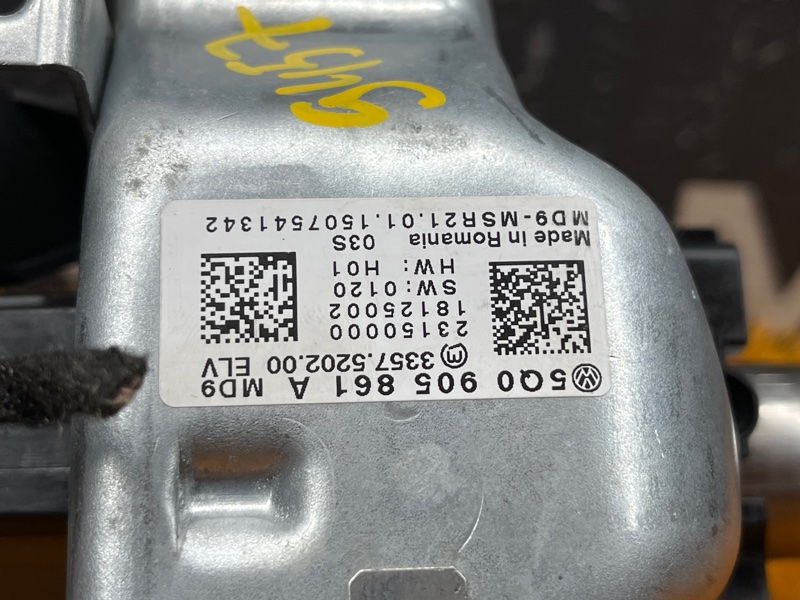 5Q0 905 861 A MD9
3357.5202.00 ELV
23150000
18125002
SW: 0120
HW: H01
03S
Made in Romania
MD9-MSR21.01.1507541342